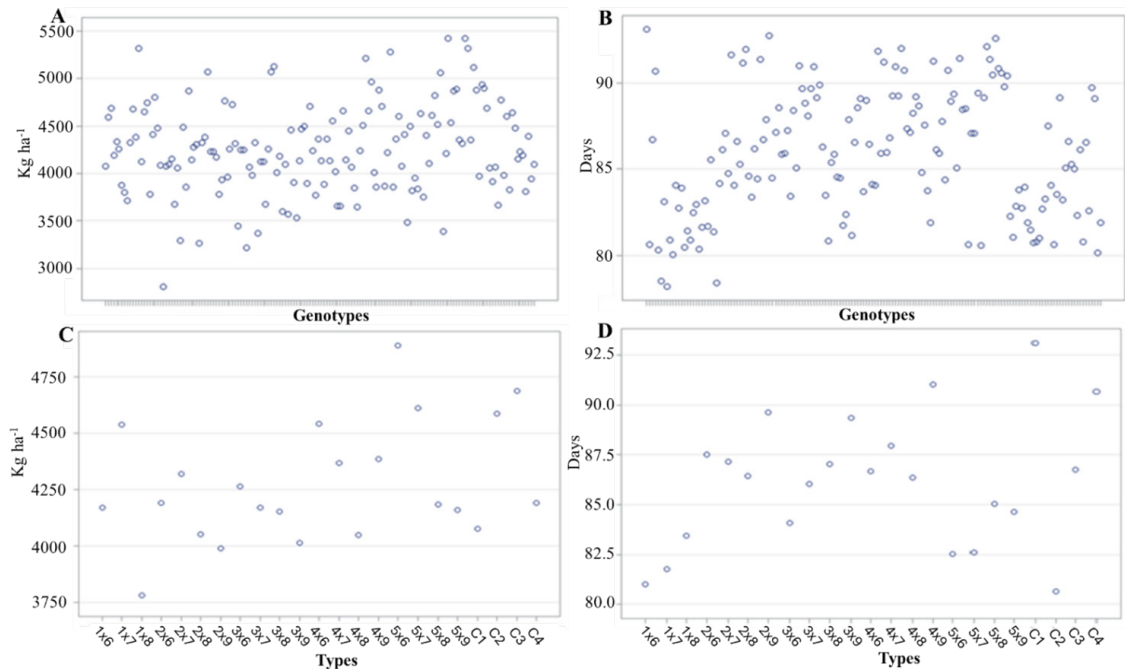 A
5500
5000
4500
4000
3500
3000
Kg ha-1
Genotypes
B
90
85
80
Days
Genotypes
C
4750
4500
4250
4000
3750
Kg ha-1
1x6 1x7 1x8 2x6 2x7 2x8 2x9 3x6 3x7 3x8 3x9 4x6 4x7 4x8 4x9 5x6 5x7 5x8 5x9 C1 C2 C3 C4
Types
D
92.5
90.0
87.5
85.0
82.5
80.0
Days
1x6 1x7 1x8 2x6 2x7 2x8 2x9 3x6 3x7 3x8 3x9 4x6 4x7 4x8 4x9 5x6 5x7 5x8 5x9 C1 C2 C3 C4
Types